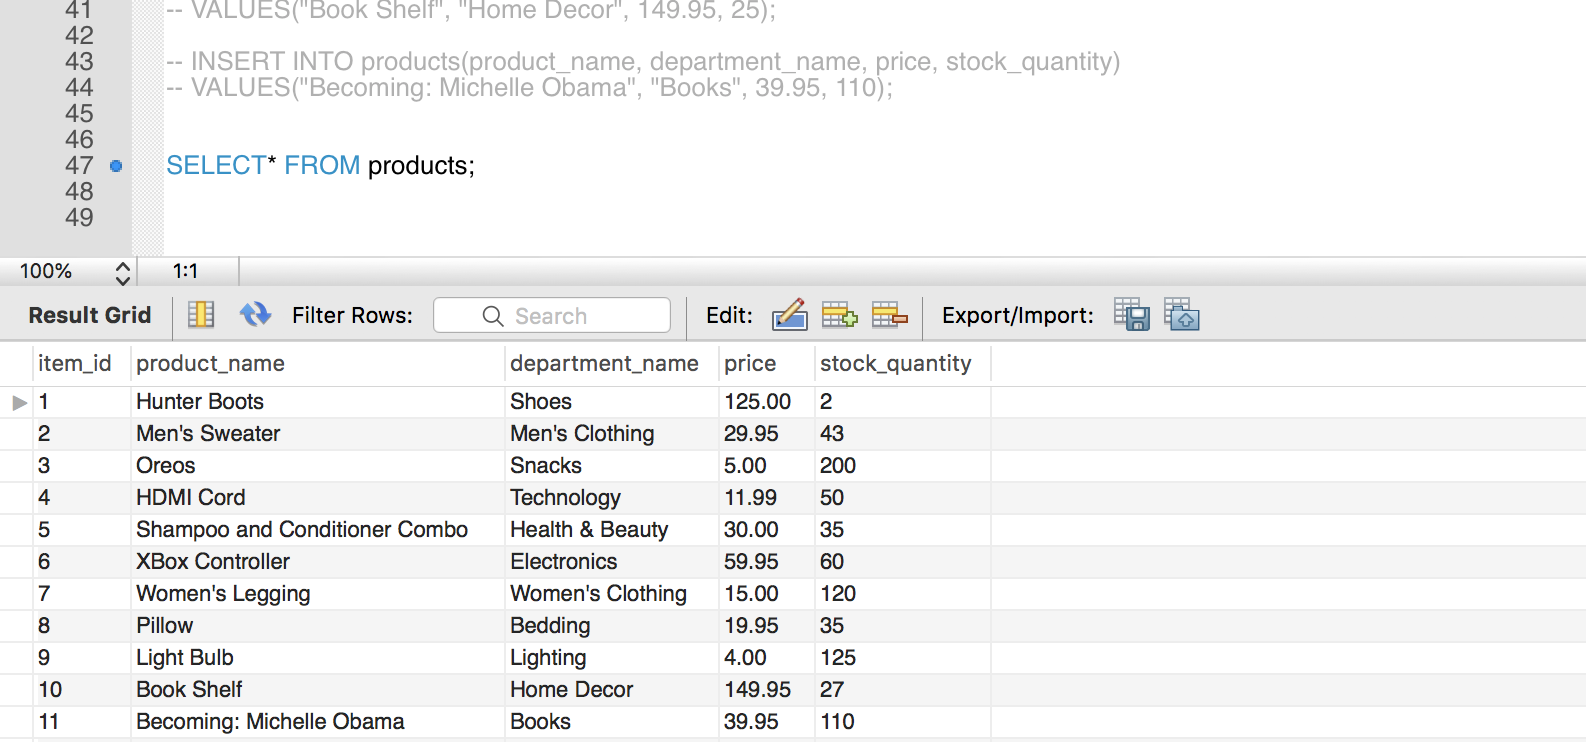 41 -- VALUES("Book Shelf", "Home Decor", 149.95, 25);
42
43 -- INSERT INTO products(product_name, department_name, price, stock_quantity)
44 -- VALUES("Becoming: Michelle Obama", "Books", 39.95, 110);
45
46
47 SELECT* FROM products;
48
49
100% 1:1
Result Grid Filter Rows: Search Edit: Export/Import:
item_id product_name department_name price stock_quantity
1 Hunter Boots Shoes 125.00 2
2 Men's Sweater Men's Clothing 29.95 43
3 Oreos Snacks 5.00 200
4 HDMI Cord Technology 11.99 50
5 Shampoo and Conditioner Combo Health & Beauty 30.00 35
6 XBox Controller Electronics 59.95 60
7 Women's Legging Women's Clothing 15.00 120
8 Pillow Bedding 19.95 35
9 Light Bulb Lighting 4.00 125
10 Book Shelf Home Decor 149.95 27
11 Becoming: Michelle Obama Books 39.95 110